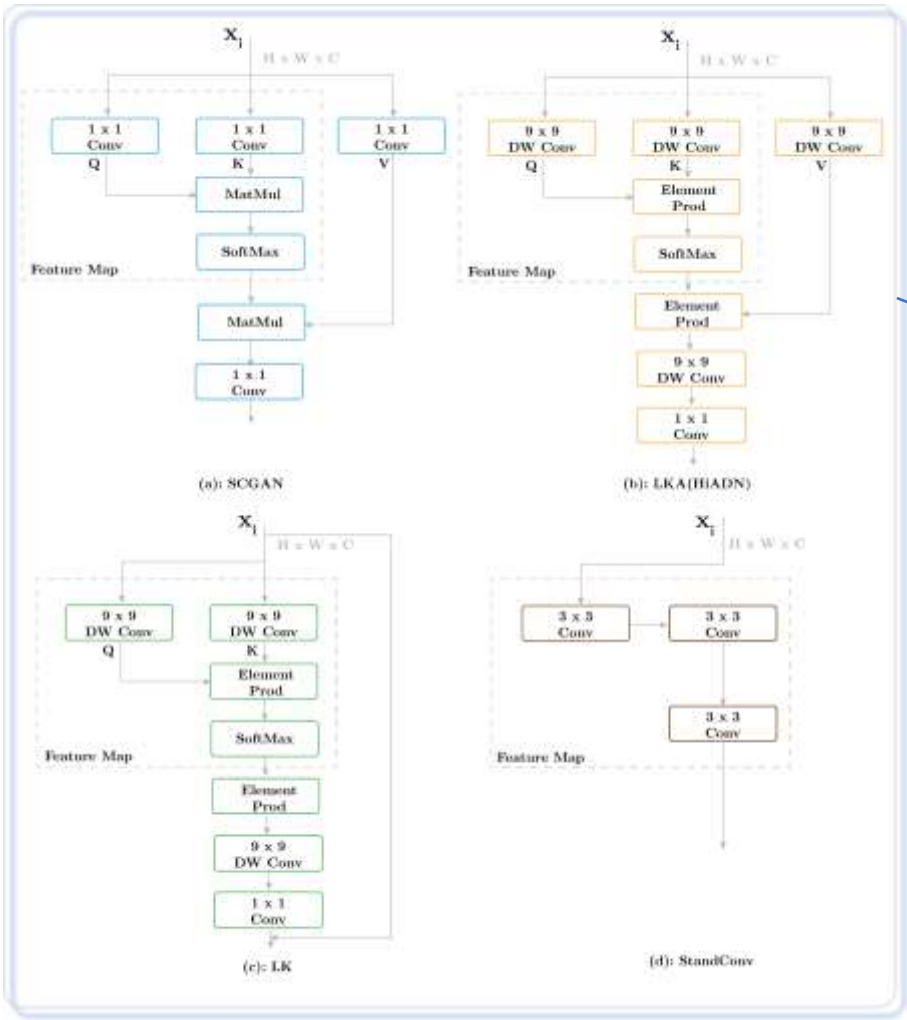 X_i
H x W x C
1 x 1
Conv
1 x 1
Conv
1 x 1
Conv
Q
K
V
MatMul
SoftMax
Feature Map
MatMul
1 x 1
Conv
(a): SCGAN
X_i
H x W x C
9 x 9
DW Conv
9 x 9
DW Conv
9 x 9
DW Conv
Q
K
V
Element
Prod
SoftMax
Feature Map
Element
Prod
9 x 9
DW Conv
1 x 1
Conv
(b): LKA(HiADN)
X_i
H x W x C
9 x 9
DW Conv
9 x 9
DW Conv
Q
K
Element
Prod
SoftMax
Feature Map
Element
Prod
9 x 9
DW Conv
1 x 1
Conv
(c): LK
X_i
H x W x C
3 x 3
Conv
3 x 3
Conv
3 x 3
Conv
Feature Map
(d): StandConv